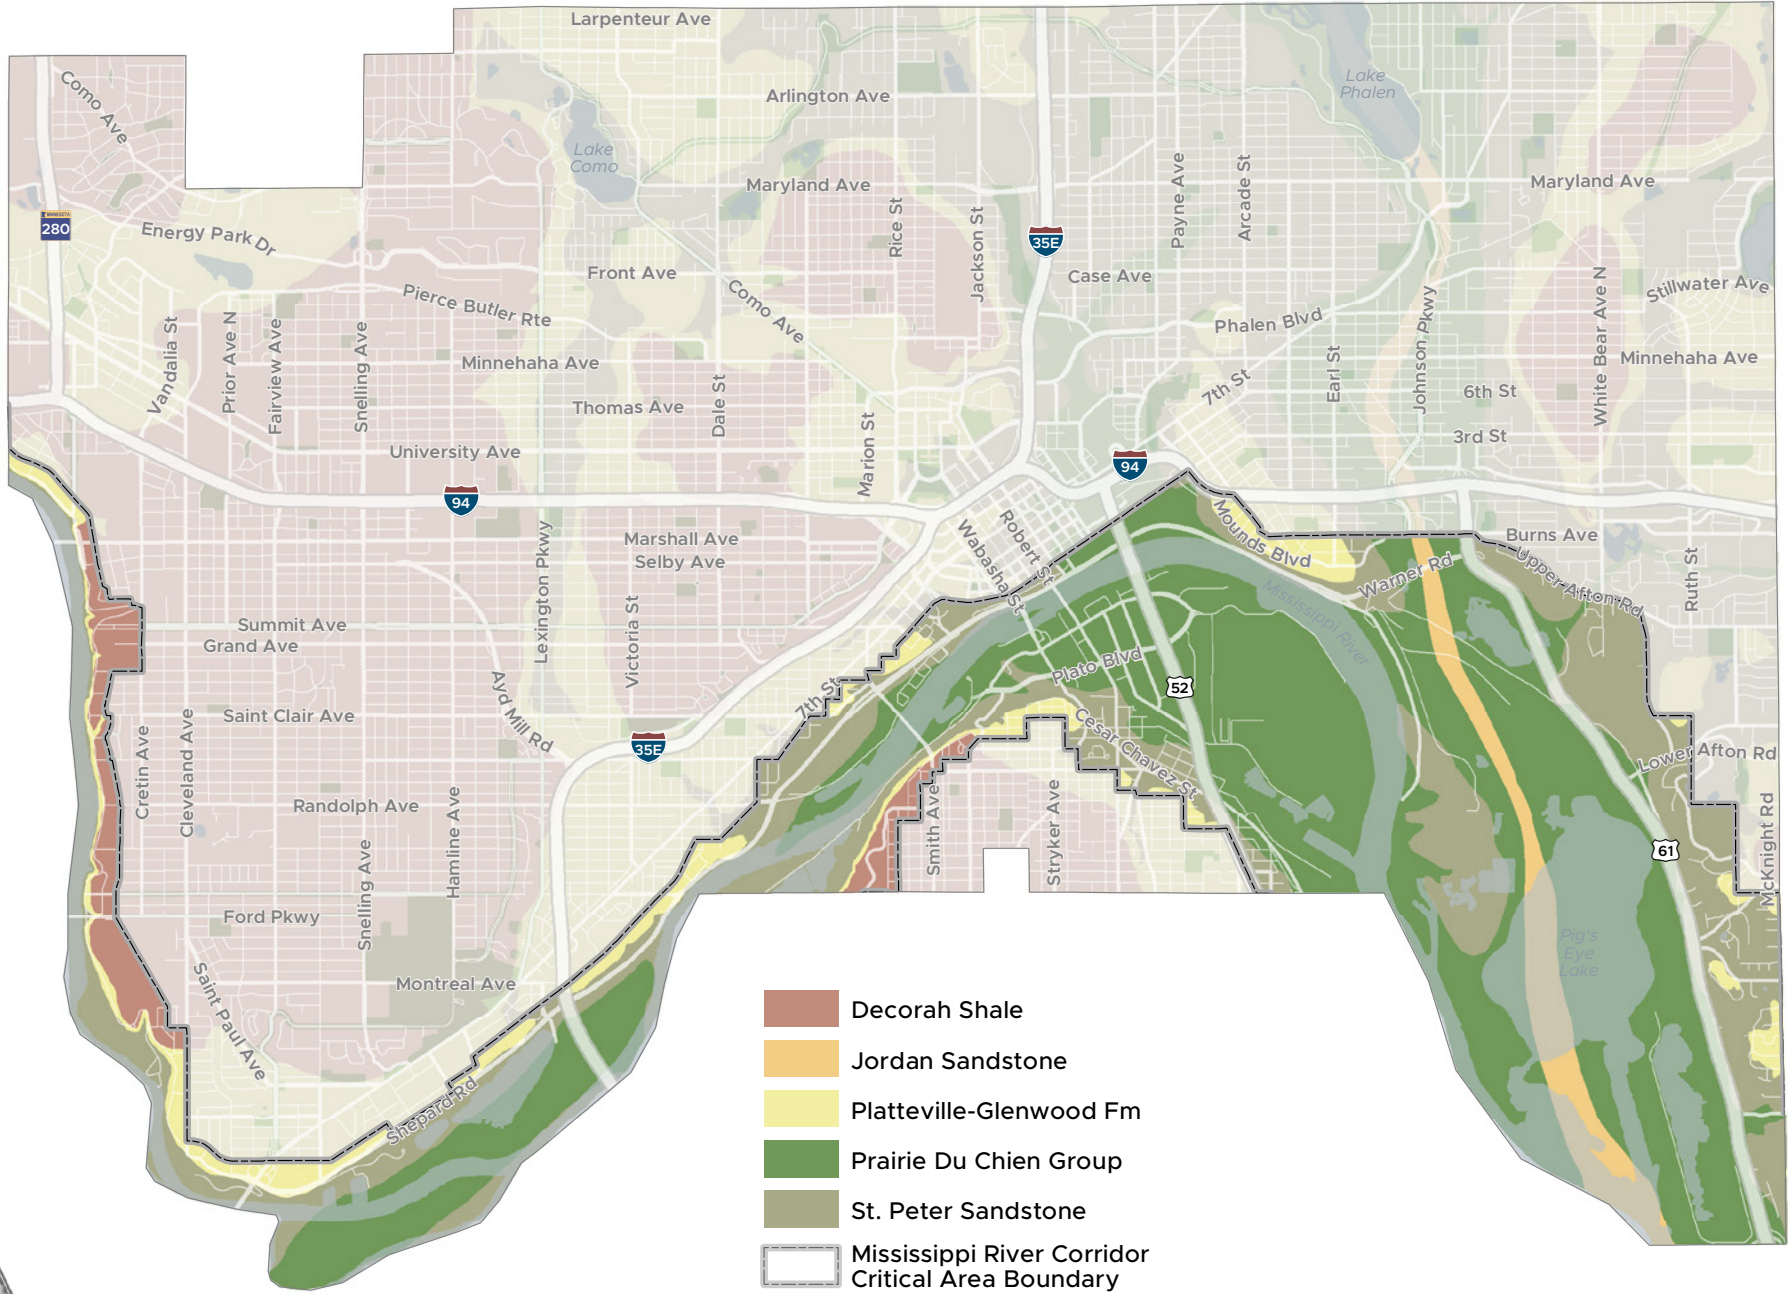 Larpenteur Ave
Como Ave
Arlington Ave
Lake
Phalen
Lake
Como
Maryland Ave
Payne Ave
Arcade St
Maryland Ave
MINNESOTA
280
Energy Park Dr
Rice St
Jackson St
35E
Front Ave
Case Ave
Pierce Butler Rte
Como Ave
Stillwater Ave
Phalen Blvd
Johnson Pkwy
White Bear Ave N
Vandalia St
Prior Ave N
Fairview Ave
Snelling Ave
Minnehaha Ave
Minnehaha Ave
Earl St
7th St
6th St
Thomas Ave
Dale St
Marion St
3rd St
University Ave
94
94
Marshall Ave
Selby Ave
Lexington Pkwy
Wabasha St
Robert St
Mounds Blvd
Burns Ave
Upper Afton Rd
Ruth St
Warner Rd
Mississippi River
Summit Ave
Grand Ave
Victoria St
Plato Blvd
52
Ayd Mill Rd
7th St
Saint Clair Ave
Cretin Ave
Cleveland Ave
35E
Cesar Chavez St
Lower Afton Rd
Randolph Ave
Hamline Ave
Smith Ave
Stryker Ave
McKnight Rd
61
Snelling Ave
Ford Pkwy
Pig's
Eye
Lake
Saint Paul Ave
Montreal Ave
Shepard Rd
Decorah Shale
Jordan Sandstone
Platteville-Glenwood Fm
Prairie Du Chien Group
St. Peter Sandstone
Mississippi River Corridor
Critical Area Boundary